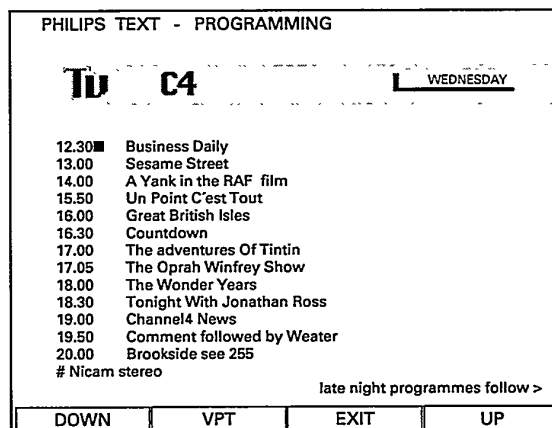 PHILIPS TEXT - PROGRAMMING
TV C4 WEDNESDAY
12.30■ Business Daily
13.00 Sesame Street
14.00 A Yank in the RAF film
15.50 Un Point C´est Tout
16.00 Great British Isles
16.30 Countdown
17.00 The adventures Of Tintin
17.05 The Oprah Winfrey Show
18.00 The Wonder Years
18.30 Tonight With Jonathan Ross
19.00 Channel4 News
19.50 Comment followed by Weater
20.00 Brookside see 255
# Nicam stereo
late night programmes follow >
DOWN VPT EXIT UP